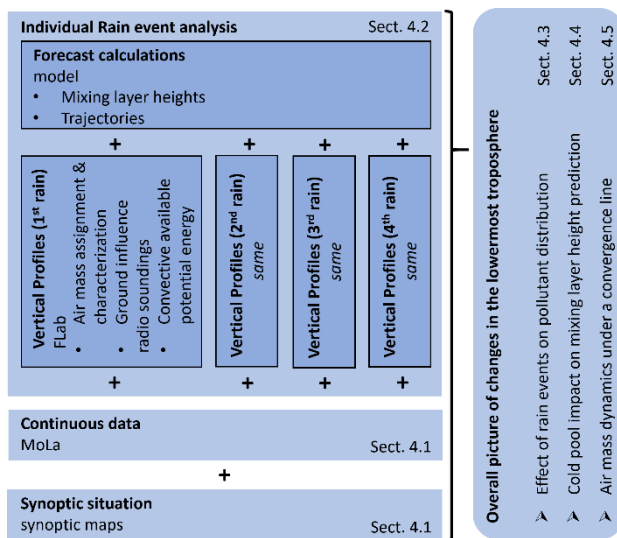 Individual Rain event analysis Sect. 4.2
Forecast calculations
model
• Mixing layer heights
• Trajectories
+ + + +
Vertical Profiles (1st rain)
FLab
• Air mass assignment &
characterization
• Ground influence
radio soundings
• Convective available
potential energy
Vertical Profiles (2nd rain)
same
Vertical Profiles (3rd rain)
same
Vertical Profiles (4th rain)
same
+ + + +
Continuous data
MoLa
Sect. 4.1
+
Synoptic situation
synoptic maps
Sect. 4.1
Overall picture of changes in the lowermost troposphere
➢ Effect of rain events on pollutant distribution Sect. 4.3
➢ Cold pool impact on mixing layer height prediction Sect. 4.4
➢ Air mass dynamics under a convergence line Sect. 4.5